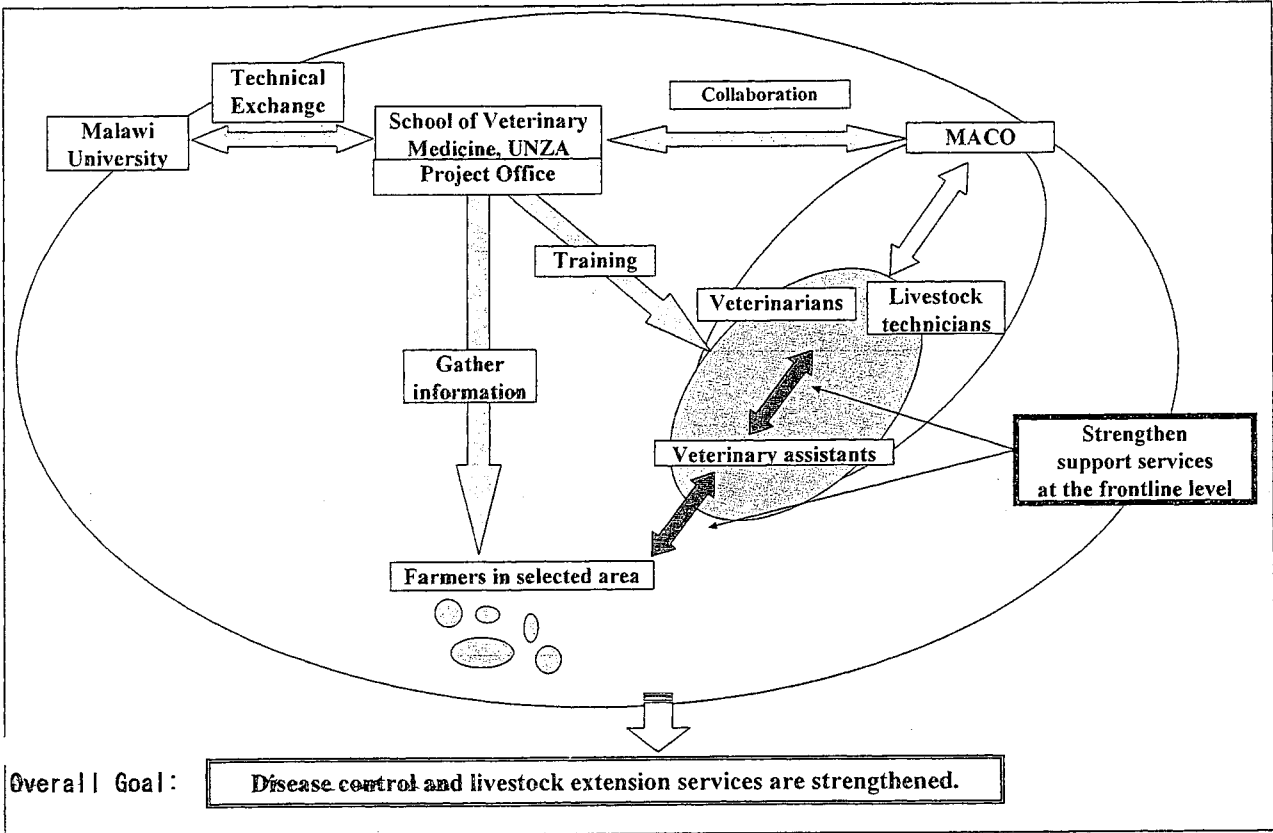 Technical
Exchange
Collaboration
Malawi
University
School of Veterinary
Medicine, UNZA
Project Office
MACO
Training
Veterinarians
Livestock
technicians
Gather
information
Veterinary assistants
Strengthen
support services
at the frontline level
Farmers in selected area
Overall Goal:
Disease control and livestock extension services are strengthened.